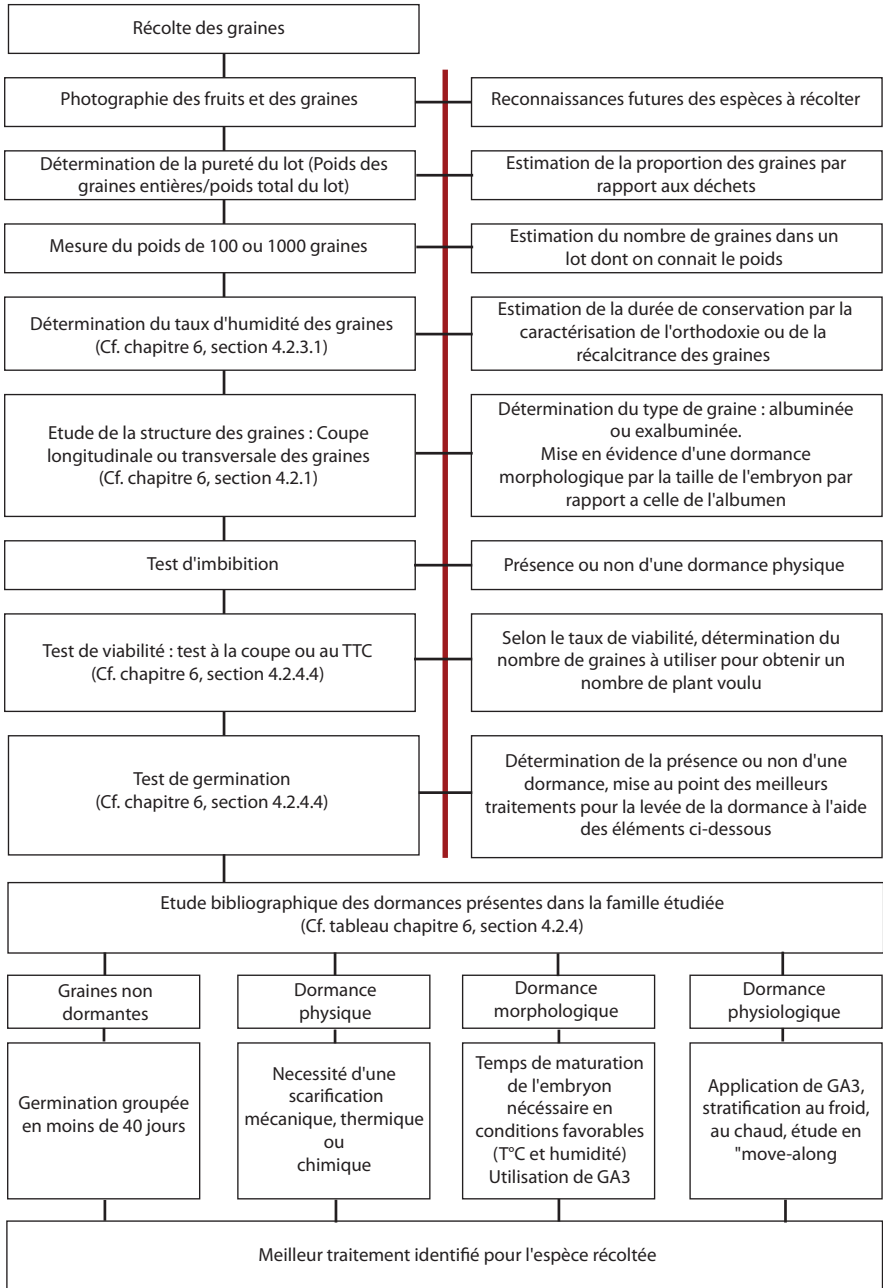 Récolte des graines
Photographie des fruits et des graines
Reconnaissances futures des espèces à récolter
Détermination de la pureté du lot (Poids des
graines entières/poids total du lot)
Estimation de la proportion des graines par
rapport aux déchets
Mesure du poids de 100 ou 1000 graines
Estimation du nombre de graines dans un
lot dont on connait le poids
Détermination du taux d'humidité des graines
(Cf. chapitre 6, section 4.2.3.1)
Estimation de la durée de conservation par la
caractérisation de l'orthodoxie ou de la
récalcitrance des graines
Etude de la structure des graines : Coupe
longitudinale ou transversale des graines
(Cf. chapitre 6, section 4.2.1)
Détermination du type de graine : albuminée
ou exalbuminée.
Mise en évidence d'une dormance
morphologique par la taille de l'embryon par
rapport a celle de l'albumen
Test d'imbibition
Présence ou non d'une dormance physique
Test de viabilité : test à la coupe ou au TTC
(Cf. chapitre 6, section 4.2.4.4)
Selon le taux de viabilité, détermination du
nombre de graines à utiliser pour obtenir un
nombre de plant voulu
Test de germination
(Cf. chapitre 6, section 4.2.4.4)
Détermination de la présence ou non d'une
dormance, mise au point des meilleurs
traitements pour la levée de la dormance à l'aide
des éléments ci-dessous
Etude bibliographique des dormances présentes dans la famille étudiée
(Cf. tableau chapitre 6, section 4.2.4)
Graines non
dormantes
Dormance
physique
Dormance
morphologique
Dormance
physiologique
Germination groupée
en moins de 40 jours
Necessité d'une
scarification
mécanique, thermique
ou
chimique
Temps de maturation
de l'embryon
nécéssaire en
conditions favorables
(T°C et humidité)
Utilisation de GA3
Application de GA3,
stratification au froid,
au chaud, étude en
"move-along
Meilleur traitement identifié pour l'espèce récoltée